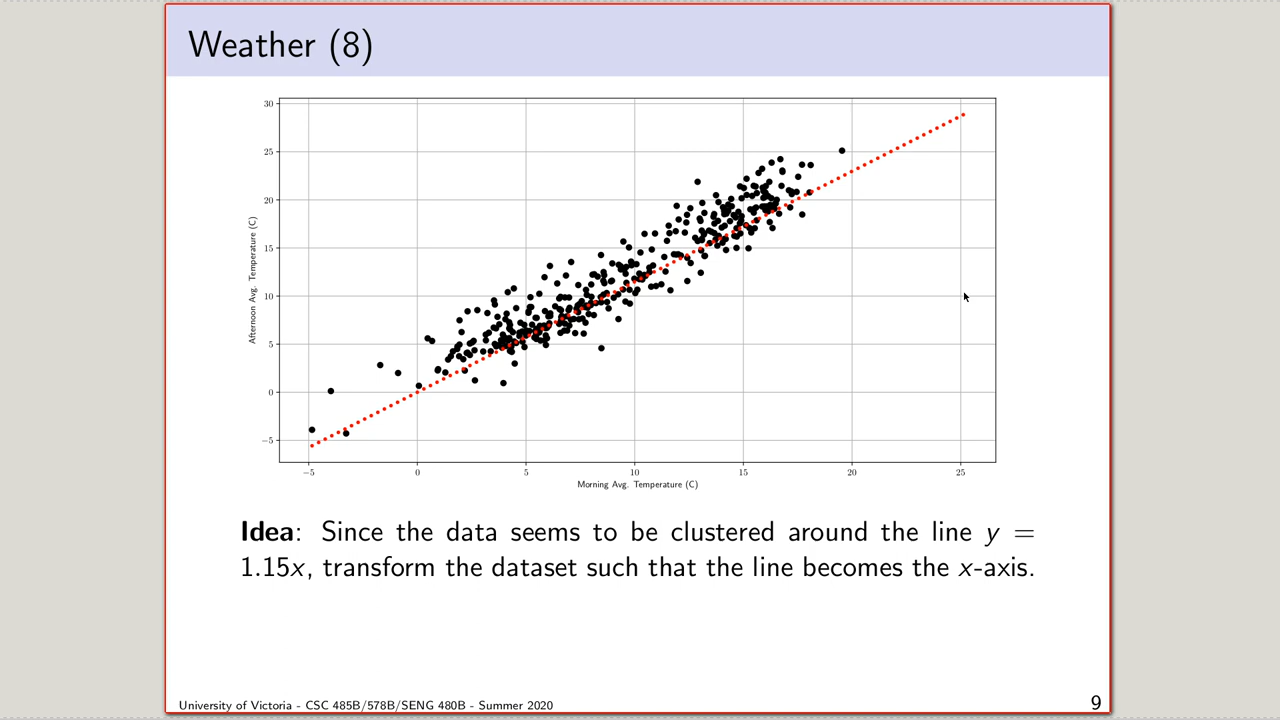 Weather (8)
30
25
20
15
10
5
0
−5
Afternoon Avg. Temperature (C)
−5 0 5 10 15 20 25
Morning Avg. Temperature (C)
Idea: Since the data seems to be clustered around the line y =
1.15x, transform the dataset such that the line becomes the x-axis.
University of Victoria - CSC 485B/578B/SENG 480B - Summer 2020
9